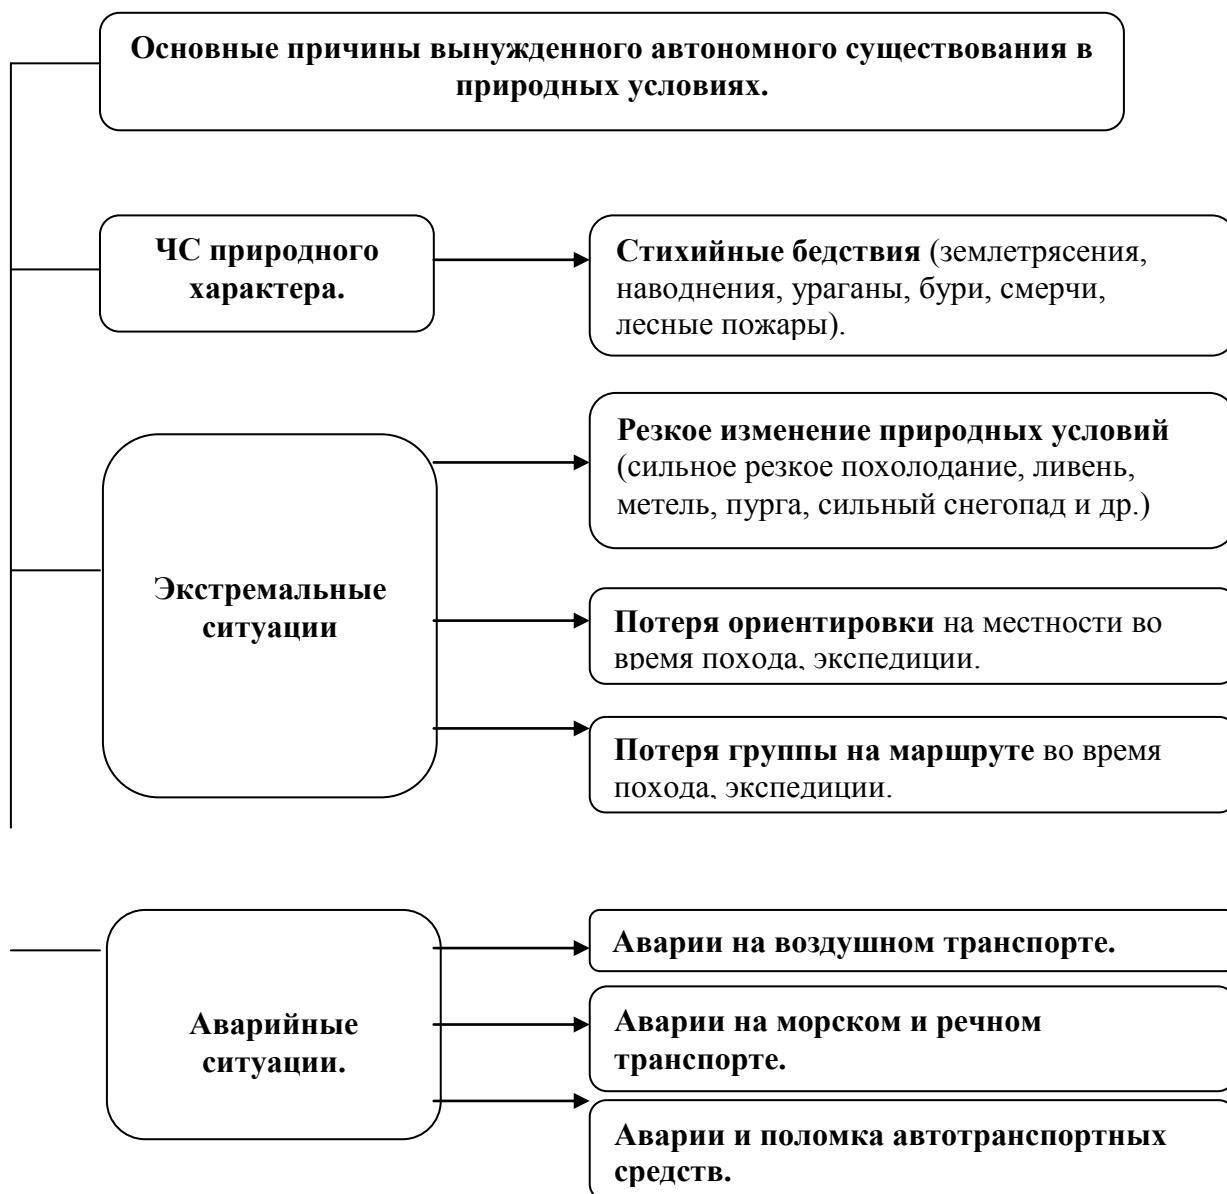 Основные причины вынужденного автономного существования в
природных условиях.
ЧС природного
характера.
Стихийные бедствия (землетрясения,
наводнения, ураганы, бури, смерчи,
лесные пожары).
Экстремальные
ситуации
Резкое изменение природных условий
(сильное резкое похолодание, ливень,
метель, пурга, сильный снегопад и др.)
Потеря ориентировки на местности во
время похода, экспедиции.
Потеря группы на маршруте во время
похода, экспедиции.
Аварийные
ситуации.
Аварии на воздушном транспорте.
Аварии на морском и речном
транспорте.
Аварии и поломка автотранспортных
средств.